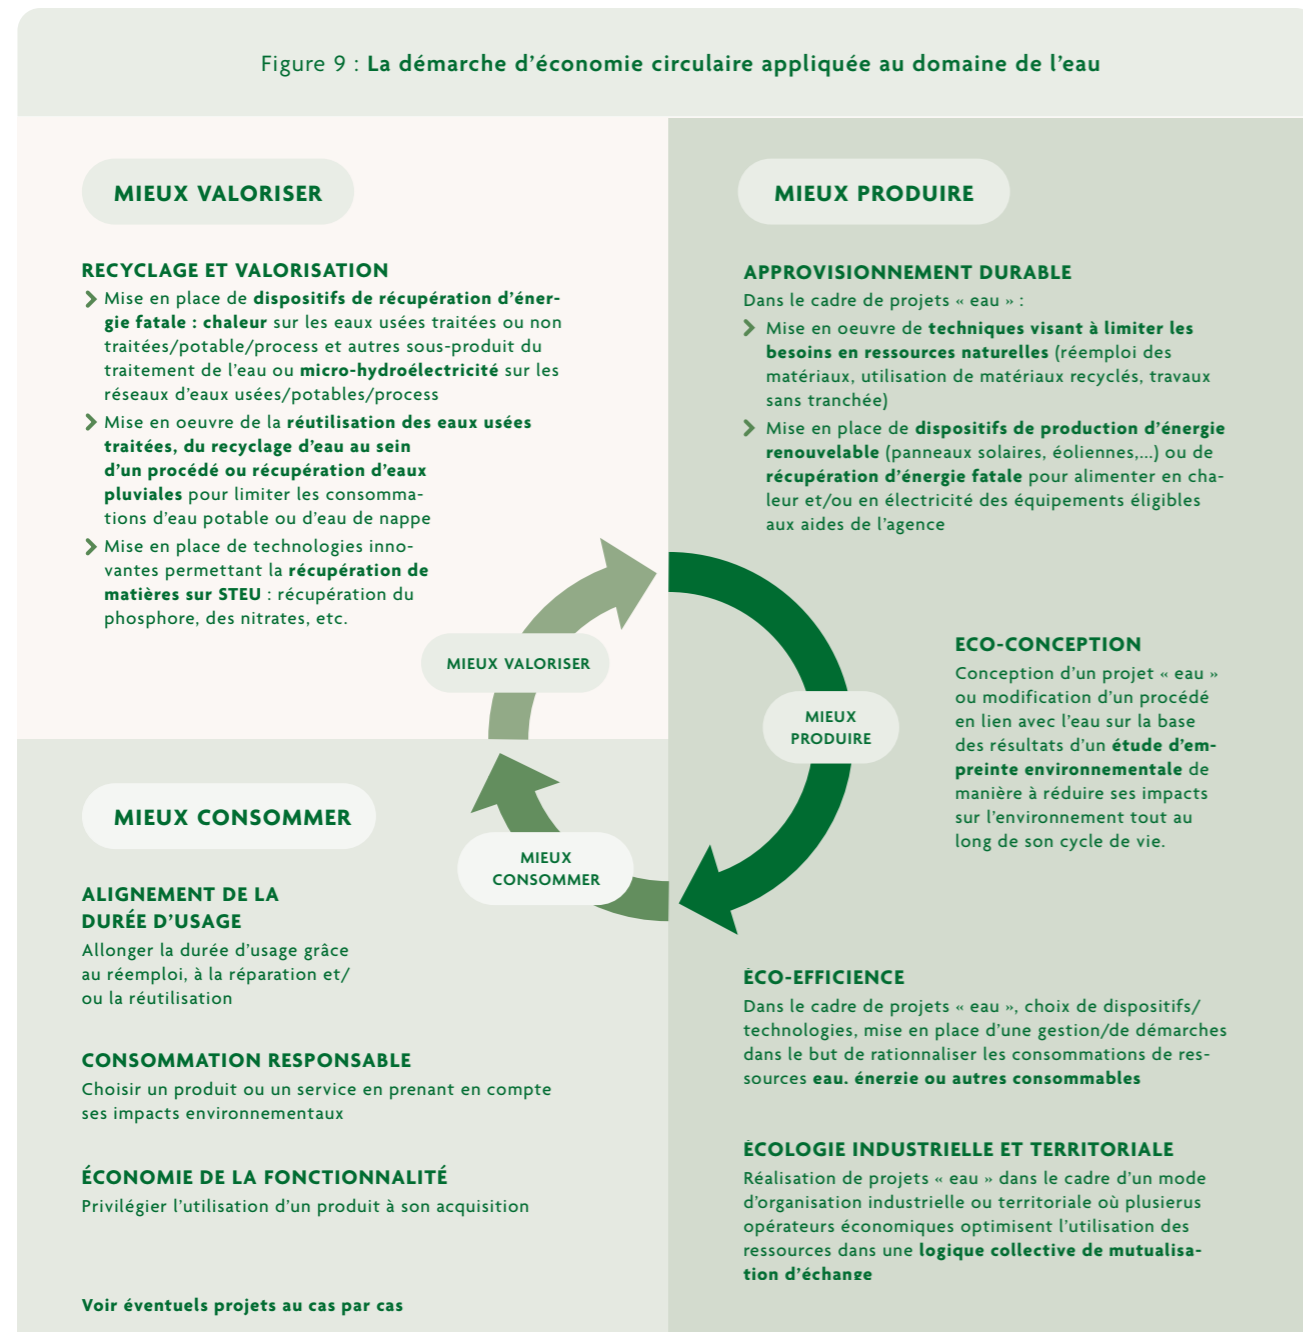 Figure 9 : La démarche d'économie circulaire appliquée au domaine de l'eau
MIEUX VALORISER
RECYCLAGE ET VALORISATION
Mise en place de dispositifs de récupération d'éner-
gie fatale : chaleur sur les eaux usées traitées ou non
traitées/potable/process et autres sous-produit du
traitement de l'eau ou micro-hydroélectricité sur les
réseaux d'eaux usées/potables/process
Mise en oeuvre de la réutilisation des eaux usées
traitées, du recyclage d'eau au sein
d'un procédé ou récupération d'eaux
pluviales pour limiter les consomma-
tions d'eau potable ou d'eau de nappe
Mise en place de technologies inno-
vantes permettant la récupération de
matières sur STEU : récupération du
phosphore, des nitrates, etc.
MIEUX PRODUIRE
APPROVISIONNEMENT DURABLE
Dans le cadre de projets « eau » :
Mise en oeuvre de techniques visant à limiter les
besoins en ressources naturelles (réemploi des
matériaux, utilisation de matériaux recyclés, travaux
sans tranchée)
Mise en place de dispositifs de production d'énergie
renouvelable (panneaux solaires, éoliennes,...) ou de
récupération d'énergie fatale pour alimenter en cha-
leur et/ou en électricité des équipements éligibles
aux aides de l'agence
ECO-CONCEPTION
Conception d'un projet « eau »
ou modification d'un procédé
en lien avec l'eau sur la base
des résultats d'un étude d'em-
preinte environnementale de
manière à réduire ses impacts
sur l'environnement tout au
long de son cycle de vie.
ÉCO-EFFICIENCE
Dans le cadre de projets « eau », choix de dispositifs/
technologies, mise en place d'une gestion/de démarches
dans le but de rationnaliser les consommations de res-
sources eau, énergie ou autres consommables
ÉCOLOGIE INDUSTRIELLE ET TERRITORIALE
Réalisation de projets « eau » dans le cadre d'un mode
d'organisation industrielle ou territoriale où plusierus
opérateurs économiques optimisent l'utilisation des
ressources dans une logique collective de mutualisa-
tion d'échange
MIEUX VALORISER
MIEUX
PRODUIRE
MIEUX
CONSOMMER
MIEUX CONSOMMER
ALIGNEMENT DE LA
DURÉE D'USAGE
Allonger la durée d'usage grâce
au réemploi, à la réparation et/
ou la réutilisation
CONSOMMATION RESPONSABLE
Choisir un produit ou un service en prenant en compte
ses impacts environnementaux
ÉCONOMIE DE LA FONCTIONNALITÉ
Privilégier l'utilisation d'un produit à son acquisition
Voir éventuels projets au cas par cas